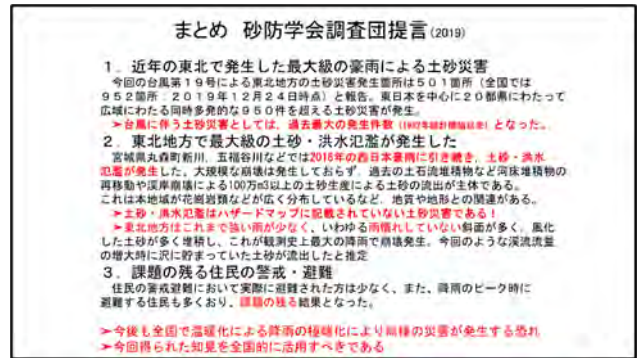 まとめ 砂防学会調査団提言(2019)
1.近年の東北で発生した最大級の豪雨による土砂災害
今回の台風第19号による東北地方の土砂災害発生箇所は501箇所(全国では
952箇所:2019年12月24日時点)と報告。東日本を中心に20都県にわたって
広域にわたる同時多発的な950件を超える土砂災害が発生。
➢台風に伴う土砂災害としては、過去最大の発生件数(1982年統計開始以来)となった。
2.東北地方で最大級の土砂・洪水氾濫が発生した
宮城県丸森町新川、五福谷川などでは2018年の西日本豪雨に引き続き、土砂・洪水
氾濫が発生した。大規模な崩壊は発生しておらず、過去の土石流堆積物など河床堆積物の
再移動や渓岸崩壊による100万m3以上の土砂生産による土砂の流出が主体である。
これは本地域が花崗岩類などが広く分布しているなど、地質や地形との関連がある。
➢土砂・洪水氾濫はハザードマップに記載されていない土砂災害である!
➢東北地方はこれまで強い雨が少なく、いわゆる雨慣れしていない斜面が多く、風化
した土砂が多く堆積し、これが観測史上最大の降雨で崩壊発生。今回のような渓流流量
の増大時に沢に貯まっていた土砂が流出したと推定
3.課題の残る住民の警戒・避難
住民の警戒避難において実際に避難された方は少なく、また、降雨のピーク時に
避難する住民も多くおり、課題の残る結果となった。
➢今後も全国で温暖化による降雨の極端化により同様の災害が発生する恐れ
➢今回得られた知見を全国的に活用すべきである